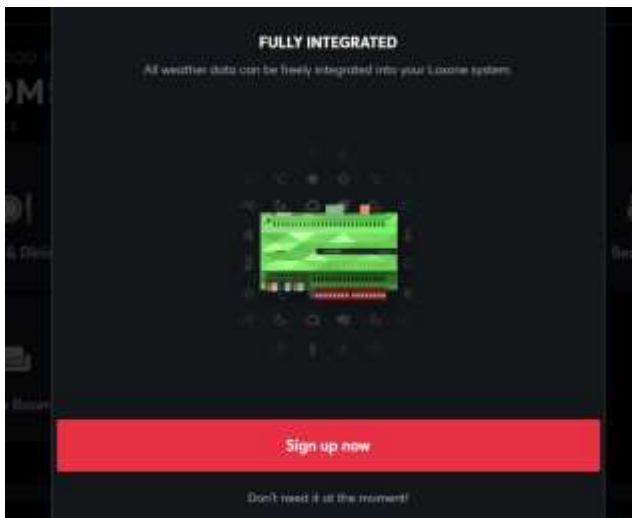 FULLY INTEGRATED
All weather data can be freely integrated into your Loxone system.
Sign up now
Don't need it at the moment!